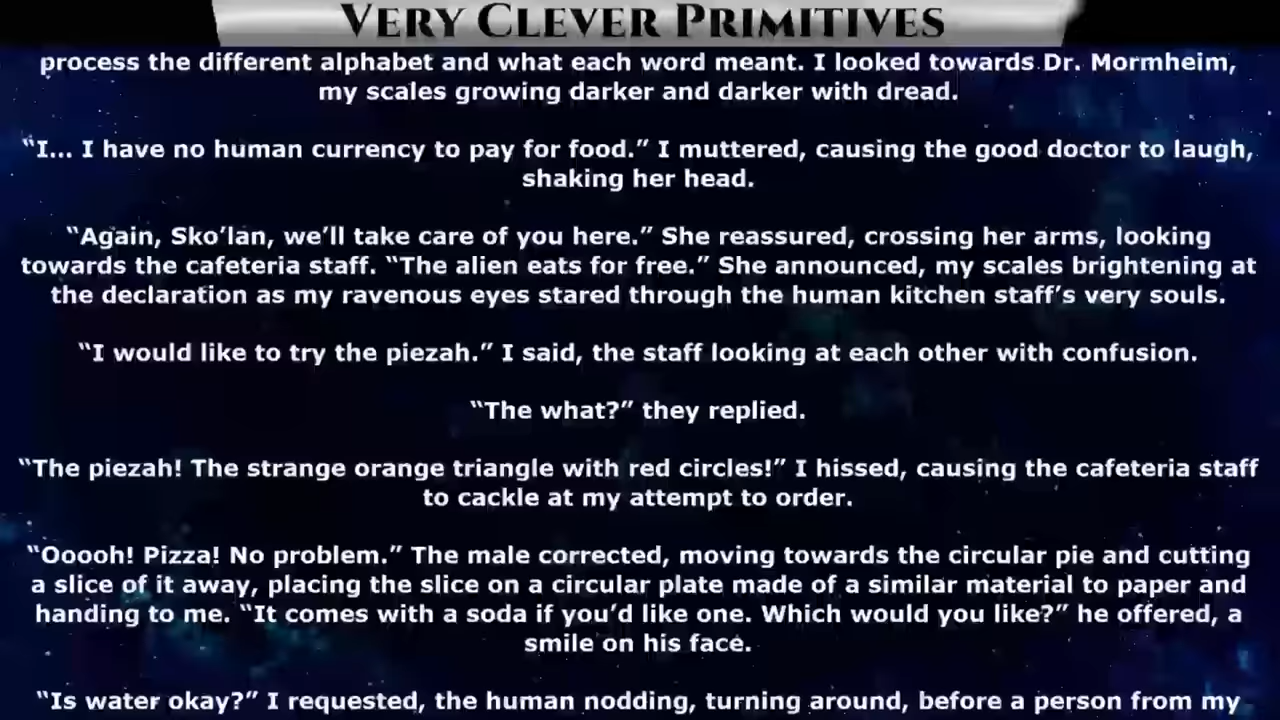 VERY CLEVER PRIMITIVES
process the different alphabet and what each word meant. I looked towards Dr. Mormheim,
my scales growing darker and darker with dread.
“I... I have no human currency to pay for food.” I muttered, causing the good doctor to laugh,
shaking her head.
“Again, Sko’lan, we’ll take care of you here.” She reassured, crossing her arms, looking
towards the cafeteria staff. “The alien eats for free.” She announced, my scales brightening at
the declaration as my ravenous eyes stared through the human kitchen staff’s very souls.
“I would like to try the piezah.” I said, the staff looking at each other with confusion.
“The what?” they replied.
“The piezah! The strange orange triangle with red circles!” I hissed, causing the cafeteria staff
to cackle at my attempt to order.
“Ooooh! Pizza! No problem.” The male corrected, moving towards the circular pie and cutting
a slice of it away, placing the slice on a circular plate made of a similar material to paper and
handing to me. “It comes with a soda if you’d like one. Which would you like?” he offered, a
smile on his face.
“Is water okay?” I requested, the human nodding, turning around, before a person from my